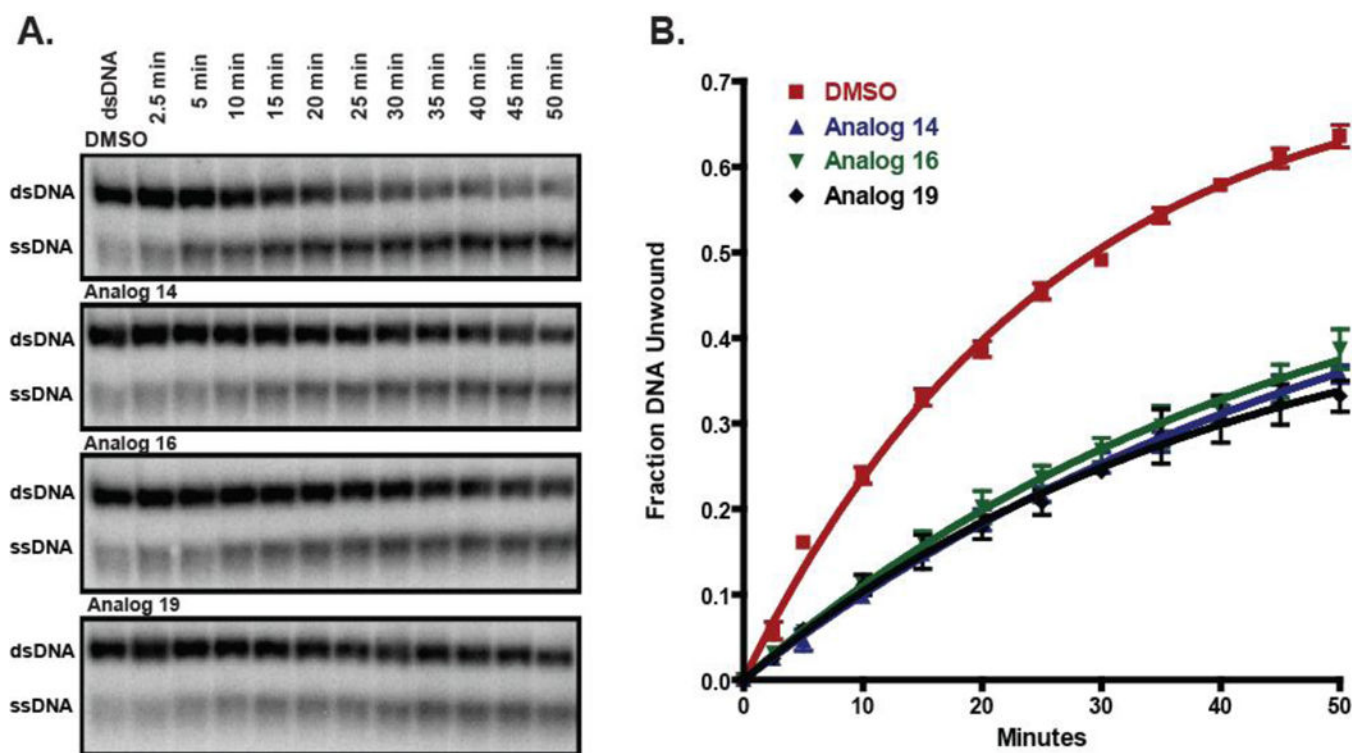 A.
dsDNA
2.5 min
5 min
10 min
15 min
20 min
25 min
30 min
35 min
40 min
45 min
50 min
DMSO
dsDNA
ssDNA
Analog 14
dsDNA
ssDNA
Analog 16
dsDNA
ssDNA
Analog 19
dsDNA
ssDNA
B.
DMSO
Analog 14
Analog 16
Analog 19
Fraction DNA Unwound
0.7
0.6
0.5
0.4
0.3
0.2
0.1
0.0
0 10 20 30 40 50
Minutes